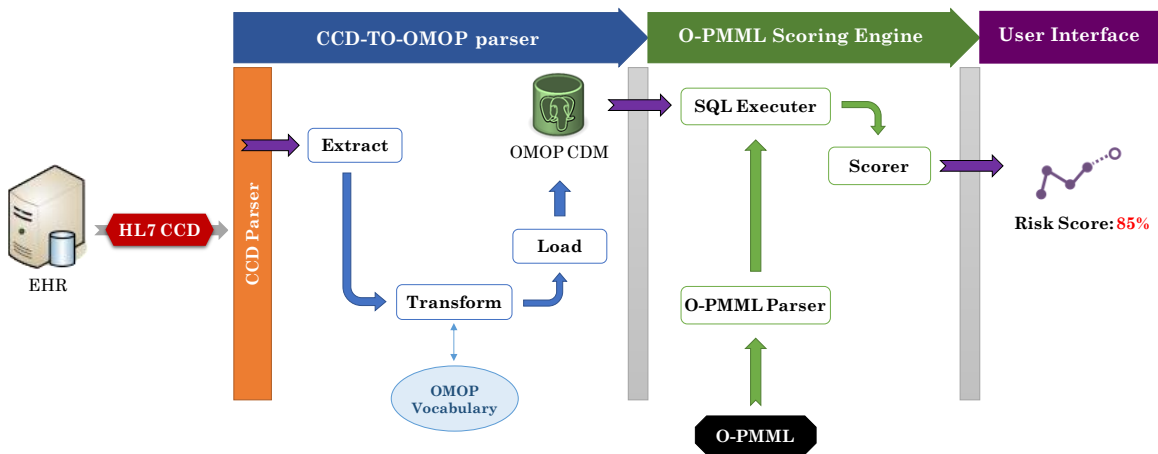 CCD-TO-OMOP parser
O-PMML Scoring Engine
User Interface
EHR
HL7 CCD
CCD Parser
Extract
Transform
OMOP
Vocabulary
Load
OMOP CDM
SQL Executer
Scorer
O-PMML Parser
O-PMML
Risk Score: 85%